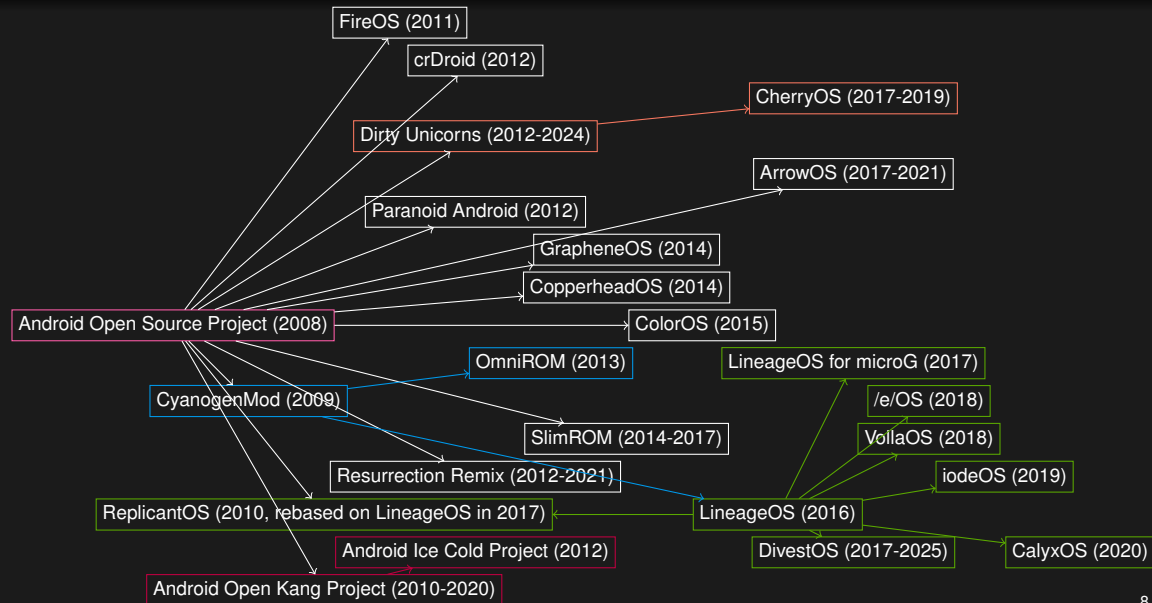 FireOS (2011)
crDroid (2012)
CherryOS (2017-2019)
Dirty Unicorns (2012-2024)
ArrowOS (2017-2021)
Paranoid Android (2012)
GrapheneOS (2014)
CopperheadOS (2014)
Android Open Source Project (2008)
ColorOS (2015)
OmniROM (2013)
LineageOS for microG (2017)
CyanogenMod (2009)
/e/OS (2018)
SlimROM (2014-2017)
VollaOS (2018)
Resurrection Remix (2012-2021)
iodeOS (2019)
ReplicantOS (2010, rebased on LineageOS in 2017)
LineageOS (2016)
Android Ice Cold Project (2012)
DivestOS (2017-2025)
CalyxOS (2020)
Android Open Kang Project (2010-2020)
8